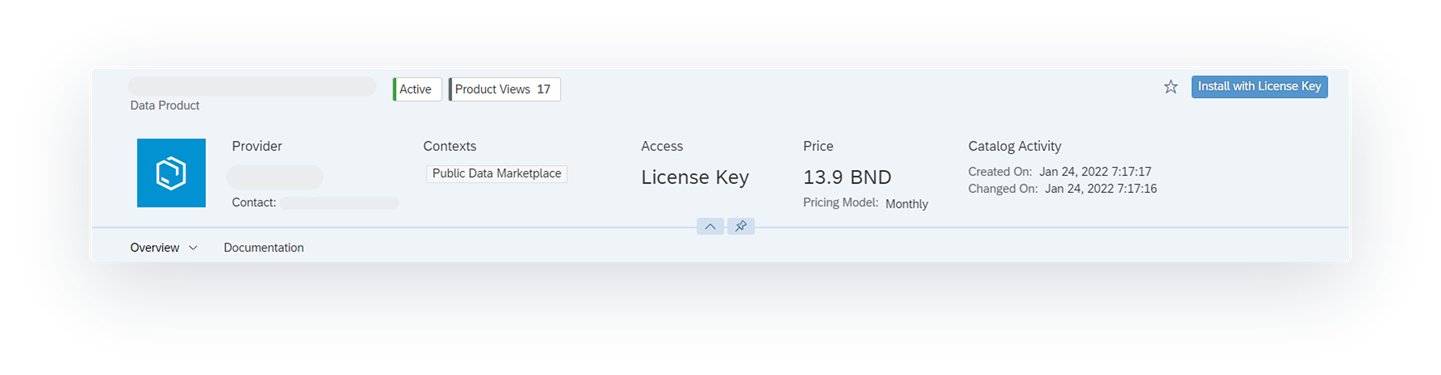 Active
Product Views 17
Install with License Key
Data Product
Provider
Contexts
Access
Price
Catalog Activity
Public Data Marketplace
License Key
13.9 BND
Created On: Jan 24, 2022 7:17:17
Changed On: Jan 24, 2022 7:17:16
Contact:
Pricing Model: Monthly
Overview
Documentation